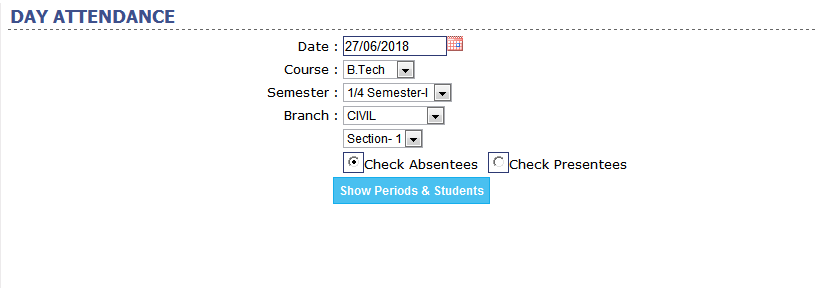 DAY ATTENDANCE
Date : 27/06/2018
Course : B.Tech
Semester : 1/4 Semester-I
Branch : CIVIL
Section- 1
Check Absentees Check Presentees
Show Periods & Students